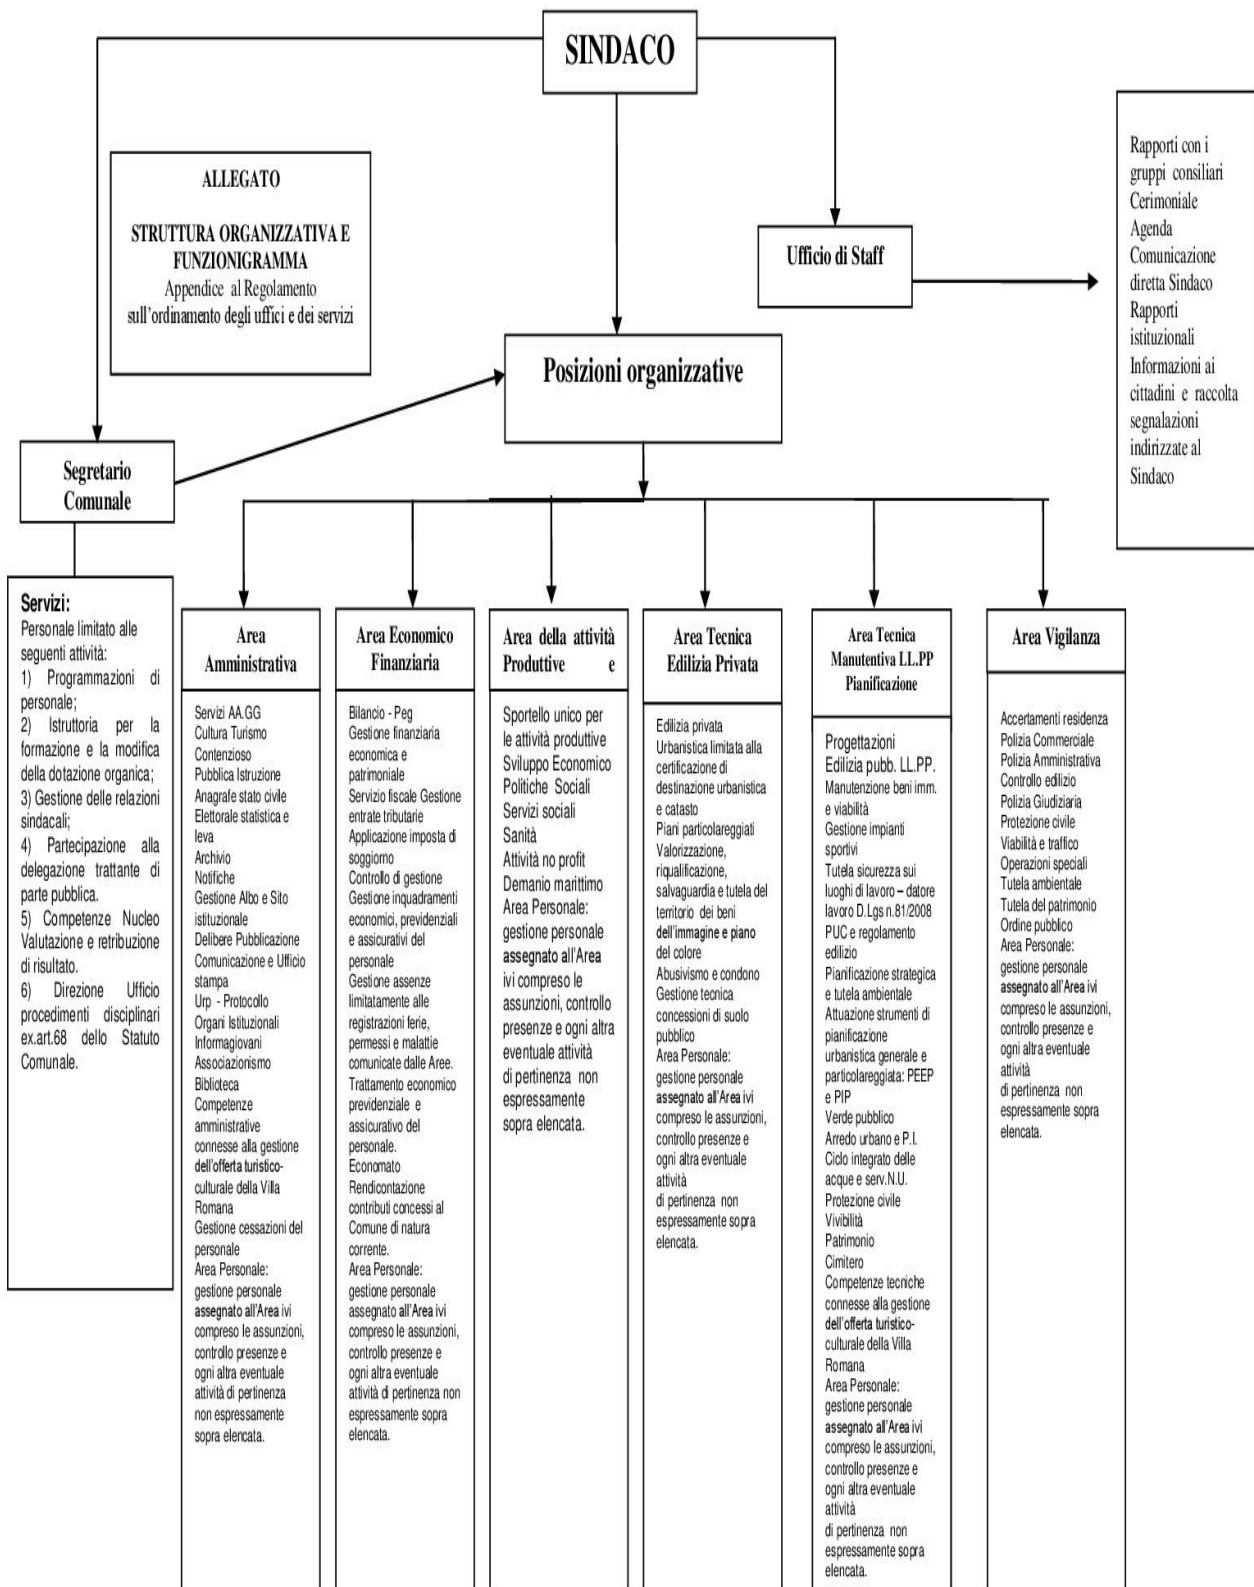 SINDACO
ALLEGATO
STRUTTURA ORGANIZZATIVA E
FUNZIONIGRAMMA
Appendice al Regolamento
sull'ordinamento degli uffici e dei servizi
Ufficio di Staff
Rapporti con i
gruppi consiliari
Cerimoniale
Agenda
Comunicazione
diretta Sindaco
Rapporti
istituzionali
Informazioni ai
cittadini e raccolta
segnalazioni
indirizzate al
Sindaco
Posizioni organizzative
Segretario
Comunale
Servizi:
Personale limitato alle
seguenti attività:
1) Programmazioni di
personale;
2) Istruttoria per la
formazione e la modifica
della dotazione organica;
3) Gestione delle relazioni
sindacali;
4) Partecipazione alla
delegazione trattante di
parte pubblica.
5) Competenze Nucleo
Valutazione e retribuzione
di risultato.
6) Direzione Ufficio
procedimenti disciplinari
ex.art.68 dello Statuto
Comunale.
Area
Amministrativa
Servizi AA.GG
Cultura Turismo
Contenzioso
Pubblica Istruzione
Anagrafe stato civile
Elettorale statistica e
leva
Archivio
Notifiche
Gestione Albo e Sito
istituzionale
Delibere Pubblicazione
Comunicazione e Ufficio
stampa
Urp - Protocollo
Organi Istituzionali
Informagiovani
Associazionismo
Biblioteca
Competenze
amministrative
connesse alla gestione
dell'offerta turistico-
culturale della Villa
Romana
Gestione cessazioni del
personale
Area Personale:
gestione personale
assegnato all'Area ivi
compreso le assunzioni,
controllo presenze e
ogni altra eventuale
attività di pertinenza
non espressamente
sopra elencata.
Area Economico
Finanziaria
Bilancio - Peg
Gestione finanziaria
economica e
patrimoniale
Servizio fiscale Gestione
entrate tributarie
Applicazione imposta di
soggiorno
Controllo di gestione
Gestione inquadramenti
economici, previdenziali
e assicurativi del
personale
Gestione assenze
limitatamente alle
registrazioni ferie,
permessi e malattie
comunicate dalle Aree.
Trattamento economico
previdenziale e
assicurativo del
personale.
Economato
Rendicontazione
contributi concessi al
Comune di natura
corrente.
Area Personale:
gestione personale
assegnato all'Area ivi
compreso le assunzioni,
controllo presenze e
ogni altra eventuale
attività di pertinenza non
espressamente sopra
elencata.
Area della attività
Produttive e
Sportello unico per
le attività produttive
Sviluppo Economico
Politiche Sociali
Servizi sociali
Sanità
Attività no profit
Demanio marittimo
Area Personale:
gestione personale
assegnato all'Area
ivi compreso le
assunzioni, controllo
presenze e ogni altra
eventuale attività
di pertinenza non
espressamente
sopra elencata.
Area Tecnica
Edilizia Privata
Edilizia privata
Urbanistica limitata alla
certificazione di
destinazione urbanistica
e catasto
Piani particolareggiati
Valorizzazione,
riqualificazione,
salvaguardia e tutela del
territorio dei beni
dell'immagine e piano
del colore
Abusivismo e condono
Gestione tecnica
concessioni di suolo
pubblico
Area Personale:
gestione personale
assegnato all'Area ivi
compreso le assunzioni,
controllo presenze e
ogni altra eventuale
attività
di pertinenza non
espressamente sopra
elencata.
Area Tecnica
Manutentiva LL.PP
Pianificazione
Progettazioni
Edilizia pubb. LL.PP.
Manutenzione beni imm.
e viabilità
Gestione impianti
sportivi
Tutela sicurezza sui
luoghi di lavoro – datore
lavoro D.Lgs n.81/2008
PUC e regolamento
edilizio
Pianificazione strategica
e tutela ambientale
Attuazione strumenti di
pianificazione
urbanistica generale e
particolareggiata: PEEP
e PIP
Verde pubblico
Arredo urbano e P.I.
Ciclo integrato delle
acque e serv.N.U.
Protezione civile
Vivibilità
Patrimonio
Cimitero
Competenze tecniche
connesse alla gestione
dell'offerta turistico-
culturale della Villa
Romana
Area Personale:
gestione personale
assegnato all'Area ivi
compreso le assunzioni,
controllo presenze e
ogni altra eventuale
attività
di pertinenza non
espressamente sopra
elencata.
Area Vigilanza
Accertamenti residenza
Polizia Commerciale
Polizia Amministrativa
Controllo edilizio
Polizia Giudiziaria
Protezione civile
Viabilità e traffico
Operazioni speciali
Tutela ambientale
Tutela del patrimonio
Ordine pubblico
Area Personale:
gestione personale
assegnato all'Area ivi
compreso le assunzioni,
controllo presenze e
ogni altra eventuale
attività
di pertinenza non
espressamente sopra
elencata.